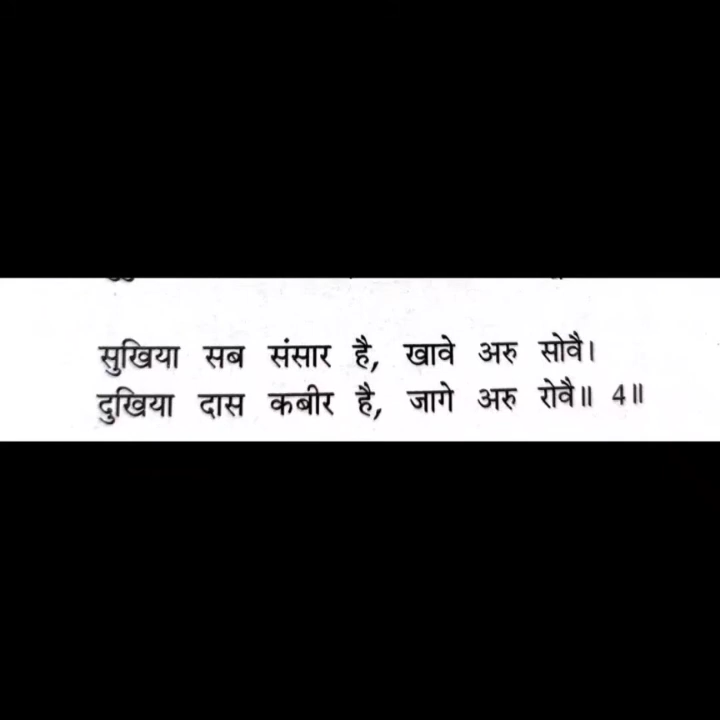 सुखिया सब संसार है, खावे अरु सोवै।
दुखिया दास कबीर है, जागे अरु रोवै॥ 4॥